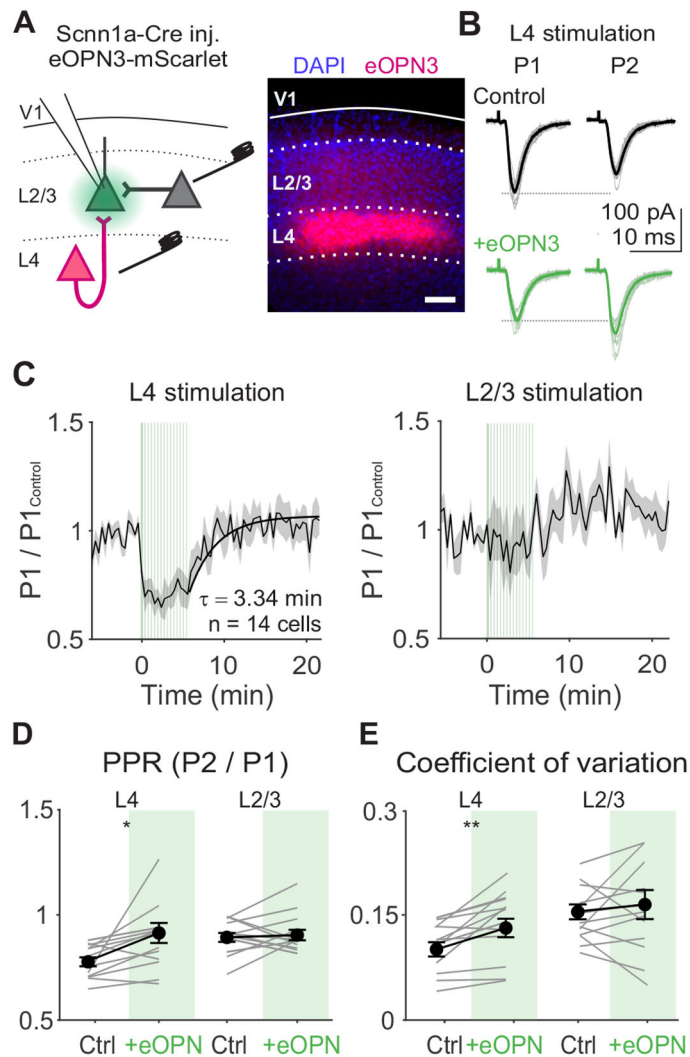 A
Scnn1a-Cre inj.
eOPN3-mScarlet
V1
L2/3
L4
DAPI eOPN3
V1
L2/3
L4
B
L4 stimulation
P1 P2
Control
100 pA
10 ms
+eOPN3
C
L4 stimulation
P1 / P1Control
1.5
1
0.5
τ = 3.34 min
n = 14 cells
0 10 20
Time (min)
L2/3 stimulation
P1 / P1Control
1.5
1
0.5
0 10 20
Time (min)
D
PPR (P2 / P1)
L4 L2/3
*
1.5
1
0.5
Ctrl +eOPN Ctrl +eOPN
E
Coefficient of variation
L4 L2/3
**
0.3
0.15
0
Ctrl +eOPN Ctrl +eOPN